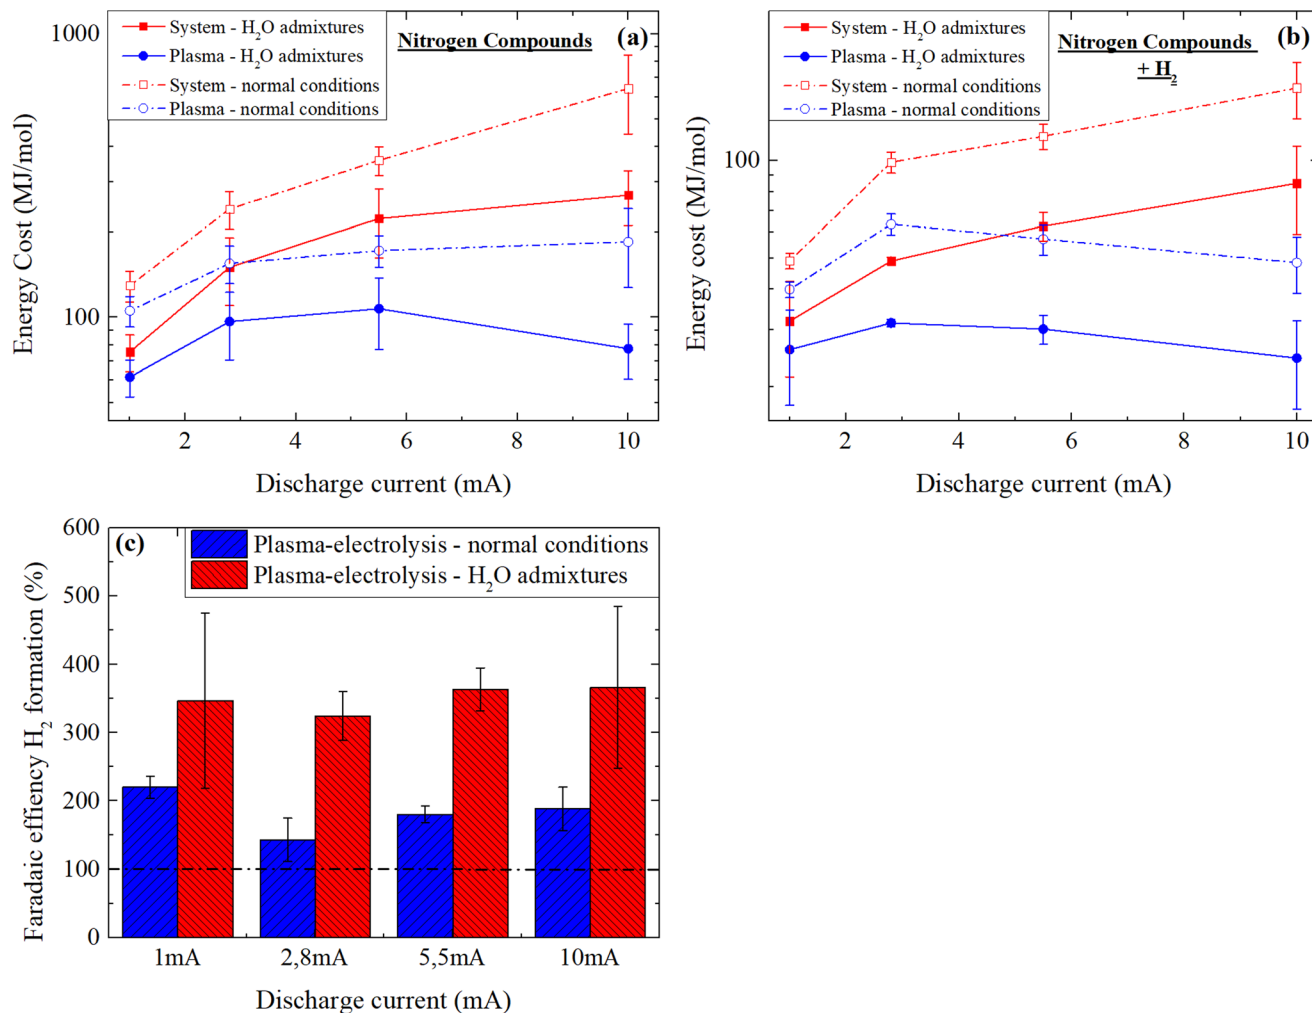 System - H₂O admixtures
Plasma - H₂O admixtures
System - normal conditions
Plasma - normal conditions
Nitrogen Compounds
(a)
1000
100
Energy Cost (MJ/mol)
2 4 6 8 10
Discharge current (mA)
System - H₂O admixtures
Plasma - H₂O admixtures
System - normal conditions
Plasma - normal conditions
Nitrogen Compounds
+ H₂
(b)
100
Energy cost (MJ/mol)
2 4 6 8 10
Discharge current (mA)
(c)
Plasma-electrolysis - normal conditions
Plasma-electrolysis - H₂O admixtures
600
500
400
300
200
100
0
Faradaic effiency H₂ formation (%)
1mA 2,8mA 5,5mA 10mA
Discharge current (mA)